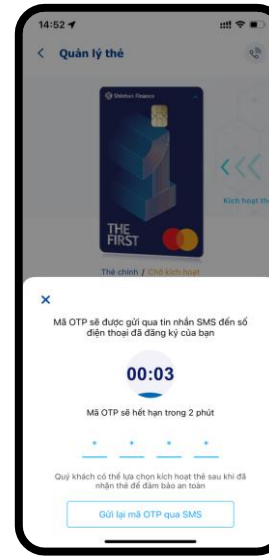 14:52
Quản lý thẻ
Shinhan Finance
THE
FIRST
Kích hoạt th
Thẻ chính / Chờ kích hoạt
Mã OTP sẽ được gửi qua tin nhắn SMS đến số
điện thoại đã đăng ký của bạn
00:03
Mã OTP sẽ hết hạn trong 2 phút
* * * *
Quý khách có thể lựa chọn kích hoạt thẻ sau khi đã
nhận thẻ để đảm bảo an toàn
Gửi lại mã OTP qua SMS